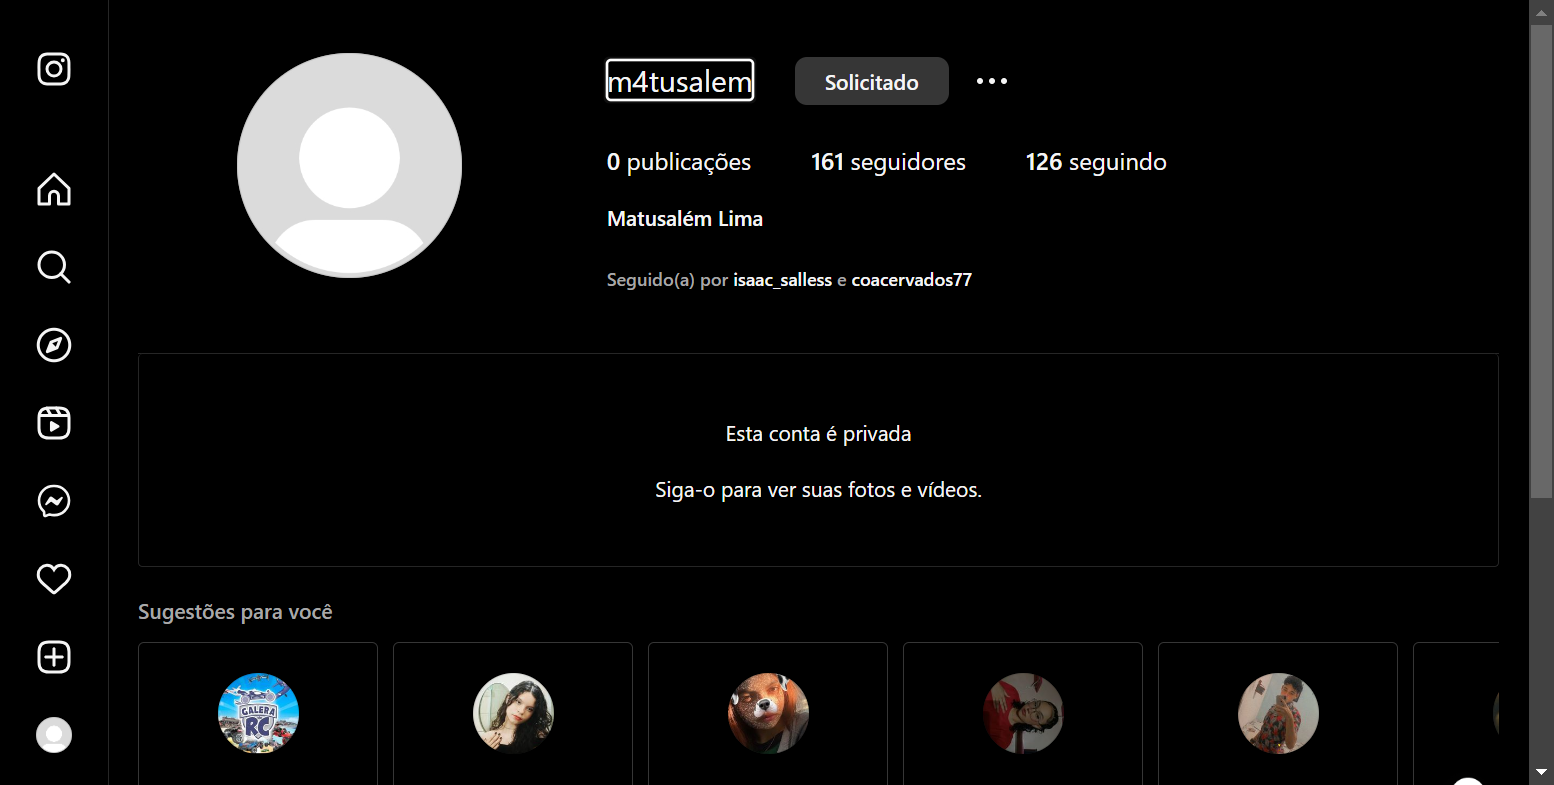 m4tusalem
Solicitado
0 publicações
161 seguidores
126 seguindo
Matusalém Lima
Seguido(a) por isaac_salless e coacervados77
Esta conta é privada
Siga-o para ver suas fotos e vídeos.
Sugestões para você
GALERA
RC